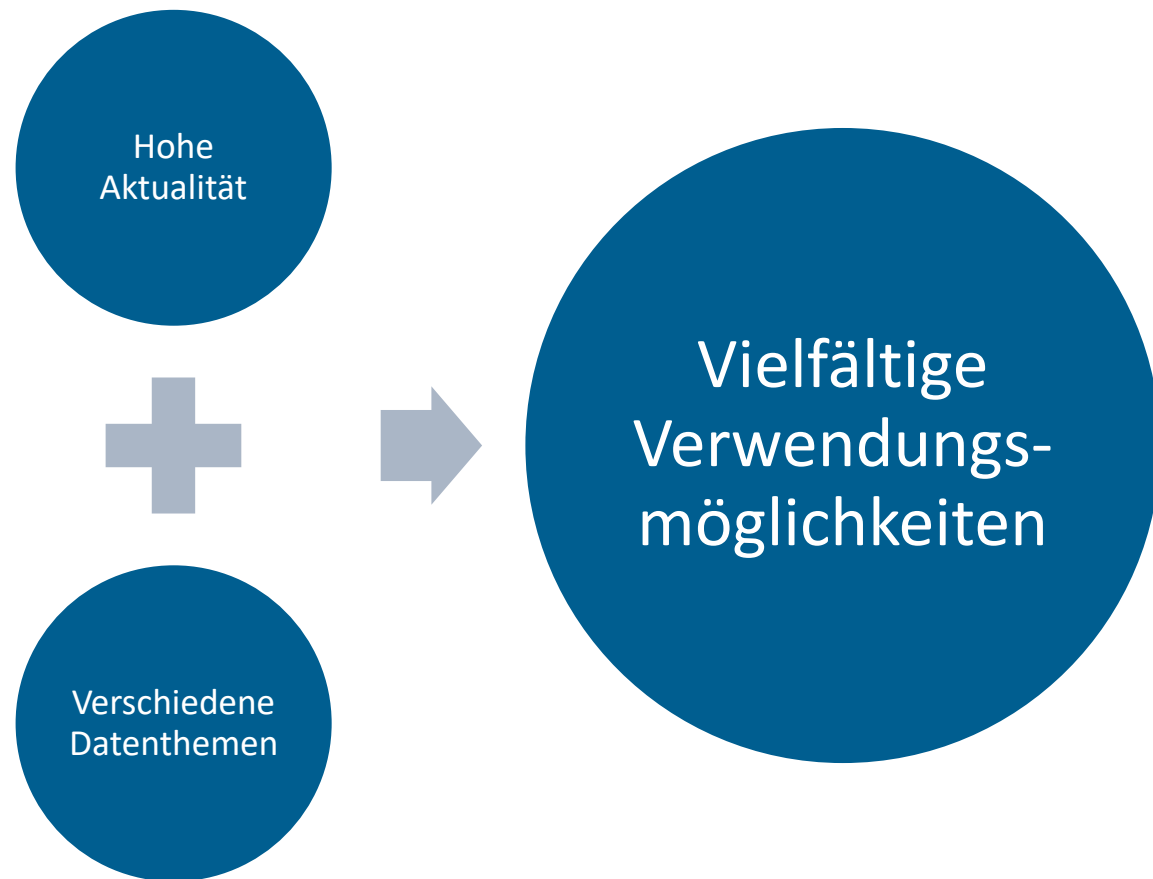 Hohe
Aktualität
Verschiedene
Datenthemen
Vielfältige
Verwendungs-
möglichkeiten